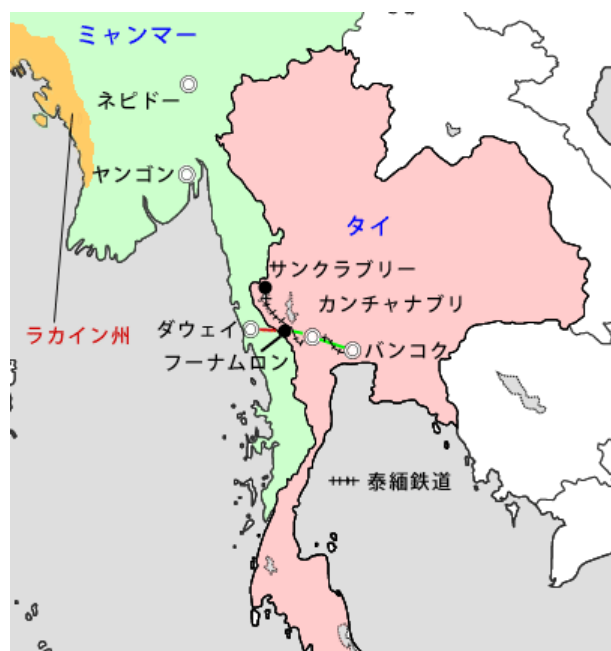 ミャンマー
ネピドー
ヤンゴン
タイ
サンクラブリー
カンチャナブリ
ラカイン州
ダウェイ
フーナムロン
バンコク
泰緬鉄道